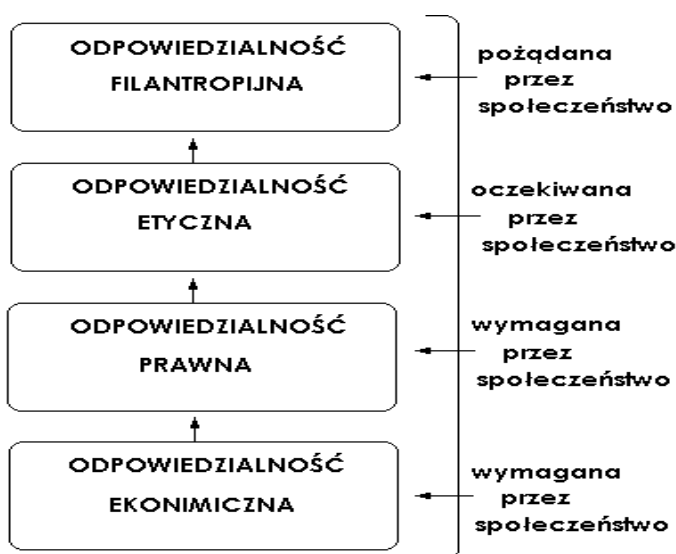 ODPOWIEDZIALNOŚĆ
FILANTROPIJNA
pożądana
przez
społeczeństwo
ODPOWIEDZIALNOŚĆ
ETYCZNA
oczekiwana
przez
społeczeństwo
ODPOWIEDZIALNOŚĆ
PRAWNA
wymagana
przez
społeczeństwo
ODPOWIEDZIALNOŚĆ
EKONIMICZNA
wymagana
przez
społeczeństwo